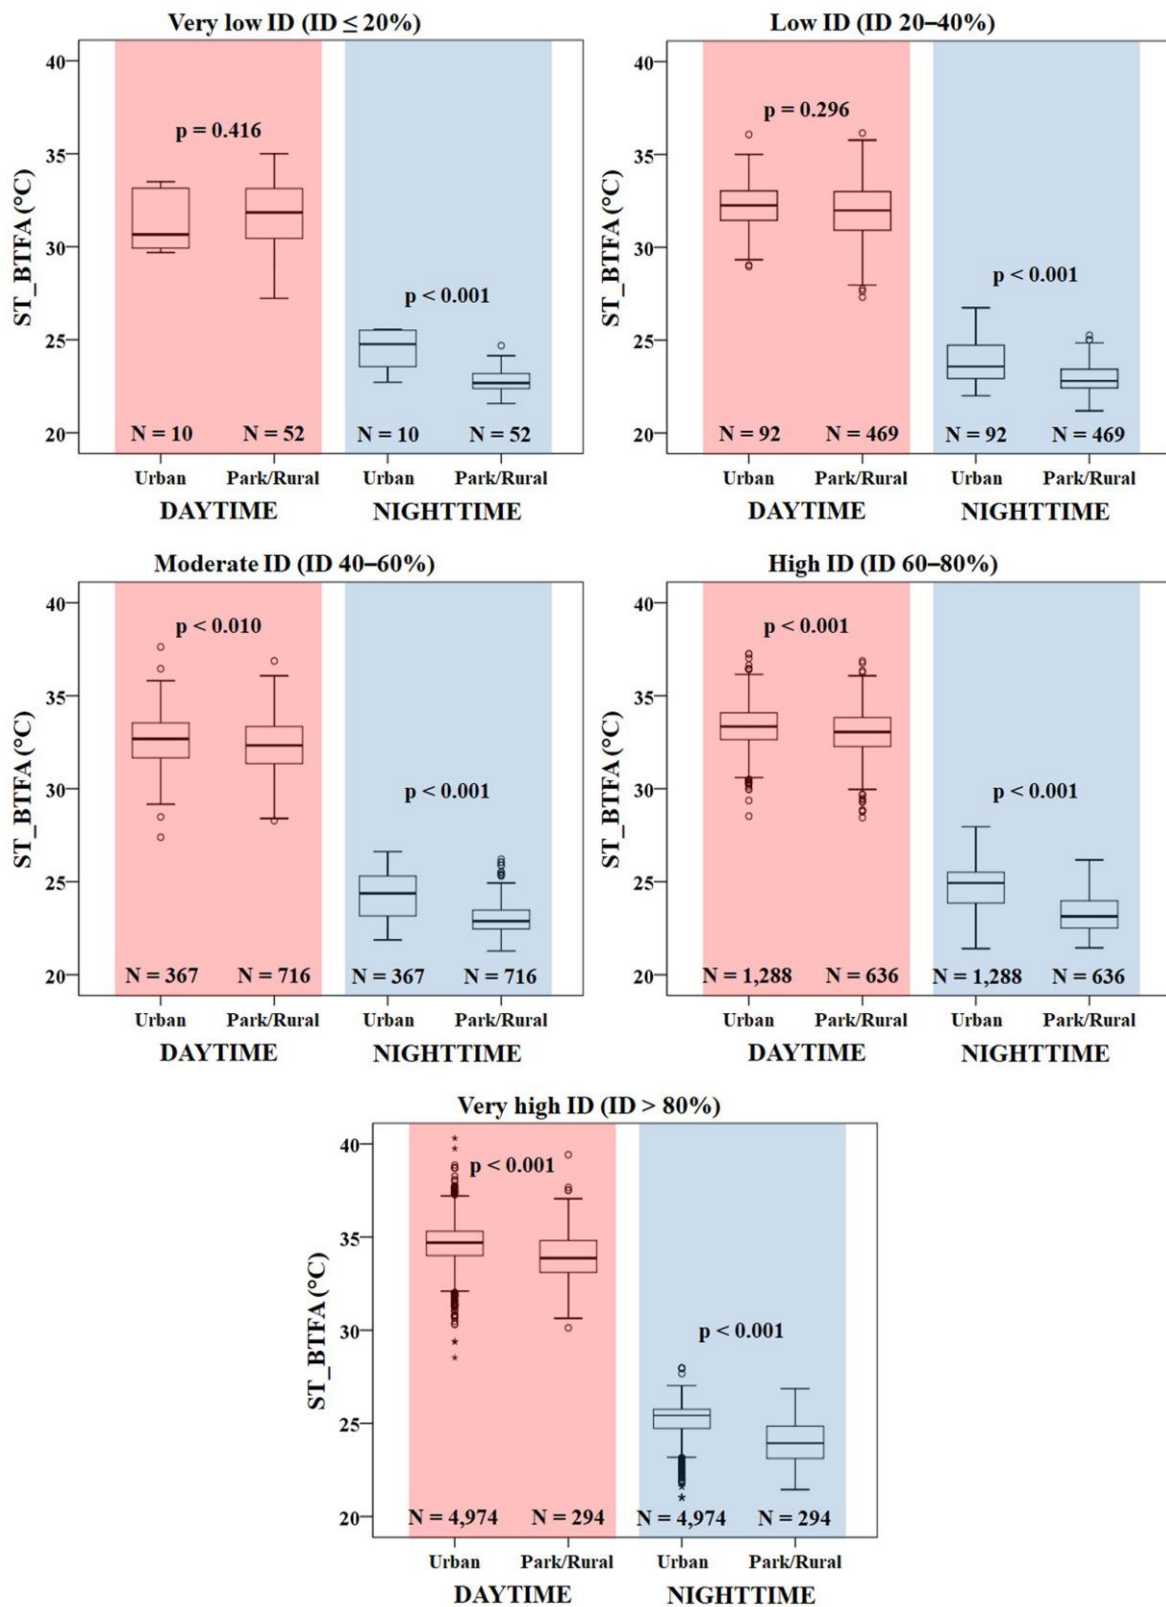 Very low ID (ID ≤ 20%)
40
35
30
25
20
ST_BTFA (°C)
p = 0.416
p < 0.001
N = 10 N = 52 N = 10 N = 52
Urban Park/Rural Urban Park/Rural
DAYTIME NIGHTTIME
Low ID (ID 20–40%)
40
35
30
25
20
ST_BTFA (°C)
p = 0.296
p < 0.001
N = 92 N = 469 N = 92 N = 469
Urban Park/Rural Urban Park/Rural
DAYTIME NIGHTTIME
Moderate ID (ID 40–60%)
40
35
30
25
20
ST_BTFA (°C)
p < 0.010
p < 0.001
N = 367 N = 716 N = 367 N = 716
Urban Park/Rural Urban Park/Rural
DAYTIME NIGHTTIME
High ID (ID 60–80%)
40
35
30
25
20
ST_BTFA (°C)
p < 0.001
p < 0.001
N = 1,288 N = 636 N = 1,288 N = 636
Urban Park/Rural Urban Park/Rural
DAYTIME NIGHTTIME
Very high ID (ID > 80%)
40
35
30
25
20
ST_BTFA (°C)
p < 0.001
p < 0.001
N = 4,974 N = 294 N = 4,974 N = 294
Urban Park/Rural Urban Park/Rural
DAYTIME NIGHTTIME